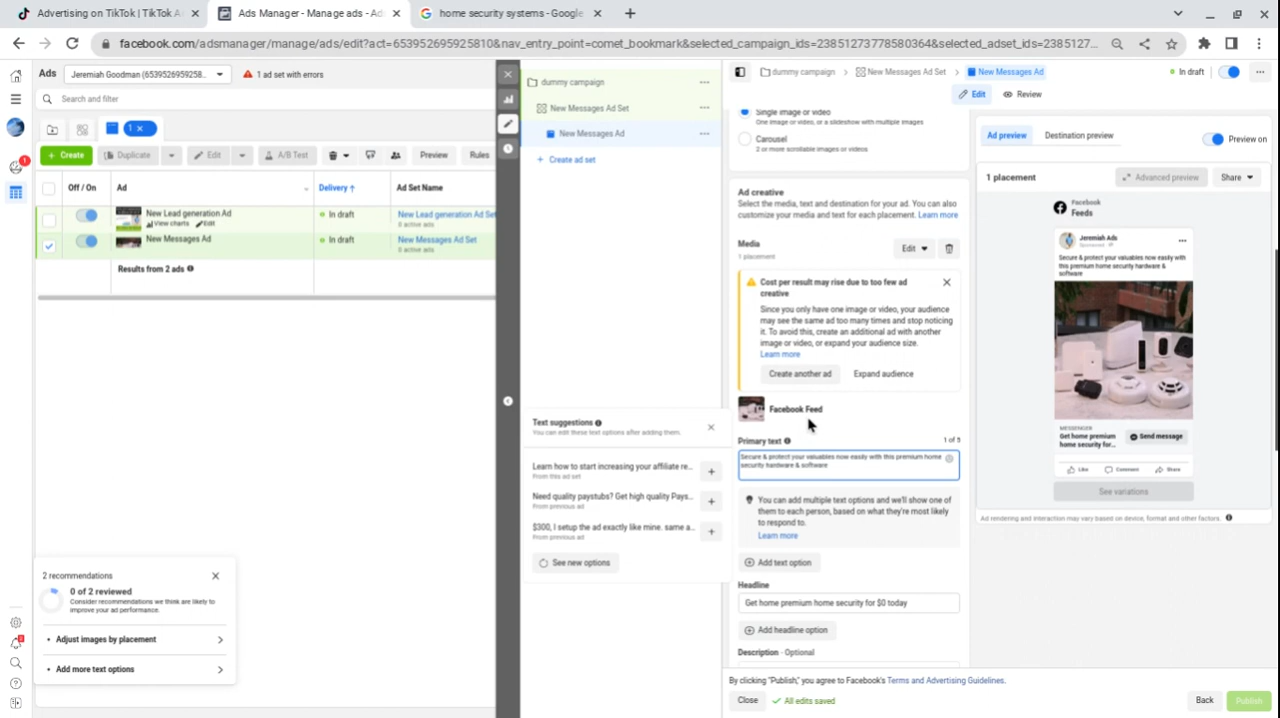 Advertising on TikTok | TikTok A
Ads Manager - Manage ads - Ads
home security systems - Google
facebook.com/adsmanager/manage/ads/edit?act=653952695925810&nav_entry_point=comet_bookmark&selected_campaign_ids=23851273778580364&selected_adset_ids=2385127...
Ads
Jeremiah Goodman (6539526959258...
1 ad set with errors
Search and filter
1
Create
Duplicate
Edit
A/B Test
Preview
Rules
Off / On
Ad
Delivery ↑
Ad Set Name
New Lead generation Ad
View charts
Edit
In draft
New Lead generation Ad Set
0 active ads
New Messages Ad
In draft
New Messages Ad Set
0 active ads
Results from 2 ads
2 recommendations
0 of 2 reviewed
Consider recommendations we think are likely to
improve your ad performance.
Adjust images by placement
Add more text options
dummy campaign
New Messages Ad Set
New Messages Ad
+ Create ad set
Text suggestions
You can edit these text options after adding them.
Learn how to start increasing your affiliate re...
From this ad set
Need quality paystubs? Get high quality Pays...
From previous ad
$300, I setup the ad exactly like mine. same a...
From previous ad
See new options
dummy campaign
New Messages Ad Set
New Messages Ad
In draft
Edit
Review
Single image or video
One image or video, or a slideshow with multiple images
Carousel
2 or more scrollable images or videos
Ad creative
Select the media, text and destination for your ad. You can also
customize your media and text for each placement. Learn more
Media
1 placement
Edit
Cost per result may rise due to too few ad
creative
Since you only have one image or video, your audience
may see the same ad too many times and stop noticing
it. To avoid this, create an additional ad with another
image or video, or expand your audience size.
Learn more
Create another ad
Expand audience
Facebook Feed
Primary text
1 of 5
Secure & protect your valuables now easily with this premium home
security hardware & software
You can add multiple text options and we'll show one of
them to each person, based on what they're most likely
to respond to.
Learn more
Add text option
Headline
Get home premium home security for $0 today
Add headline option
Description - Optional
By clicking "Publish," you agree to Facebook's Terms and Advertising Guidelines.
Close
All edits saved
Back
Publish
Ad preview
Destination preview
Preview on
1 placement
Advanced preview
Share
Facebook
Feeds
Jeremiah Ads
Sponsored
Secure & protect your valuables now easily with
this premium home security hardware &
software
MESSENGER
Get home premium
home security for...
Send message
Like
Comment
Share
See variations
Ad rendering and interaction may vary based on device, format and other factors.